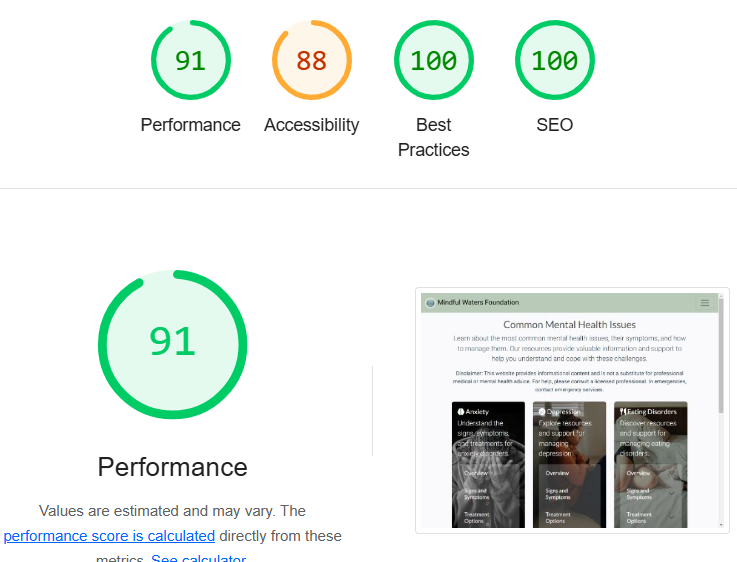 91
88
100
100
Performance
Accessibility
Best
Practices
SEO
91
Performance
Values are estimated and may vary. The
performance score is calculated directly from these
metrics. See calculator.
Mindful Waters Foundation
Common Mental Health Issues
Learn about the most common mental health issues, their symptoms, and how
to manage them. Our resources provide valuable information and support to
help you understand and cope with these challenges.
Disclaimer: This website provides informational content and is not a substitute for professional
medical or mental health advice. For help, please consult a licensed professional. In emergencies,
contact emergency services.
Anxiety
Understand the
signs, symptoms,
and treatments for
anxiety disorders.
Overview
Signs and
Symptoms
Treatment
Options
Depression
Explore resources
and support for
managing
depression.
Overview
Signs and
Symptoms
Treatment
Options
Eating Disorders
Discover resources
and support for
managing eating
disorders.
Overview
Signs and
Symptoms
Treatment
Options